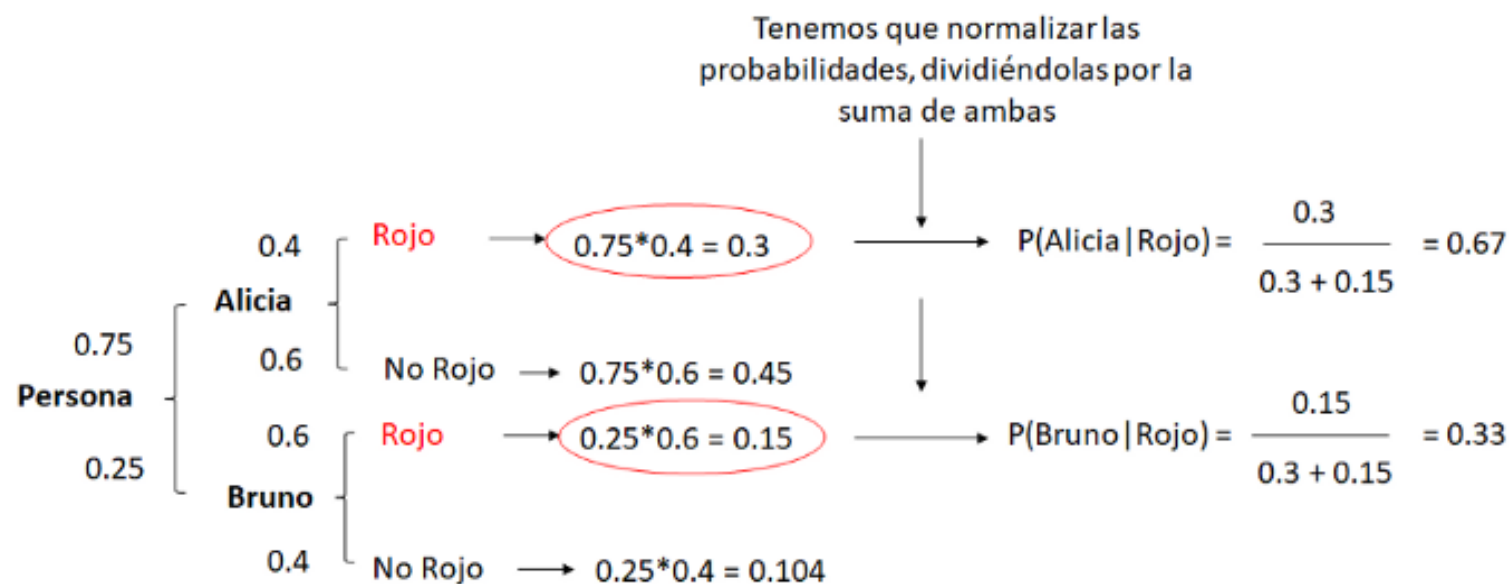 Tenemos que normalizar las
probabilidades, dividiéndolas por la
suma de ambas
0.4 Rojo 0.75*0.4 = 0.3 P(Alicia|Rojo) = 0.3 / 0.3 + 0.15 = 0.67
Alicia
0.75
0.6 No Rojo 0.75*0.6 = 0.45
Persona
0.6 Rojo 0.25*0.6 = 0.15 P(Bruno|Rojo) = 0.15 / 0.3 + 0.15 = 0.33
0.25
Bruno
0.4 No Rojo 0.25*0.4 = 0.104